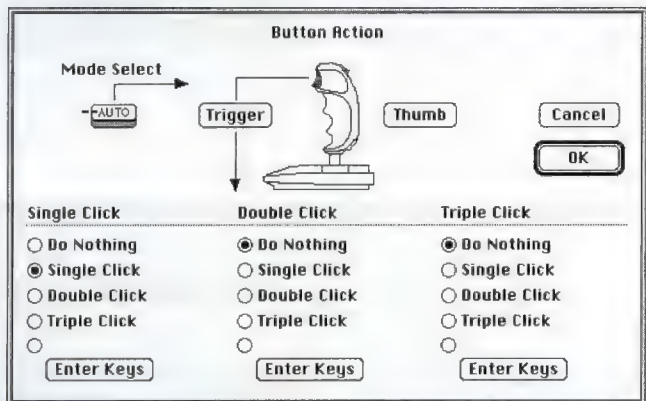 Button Action
Mode Select
AUTO
Trigger
Thumb
Cancel
OK
Single Click
Double Click
Triple Click
Do Nothing
Do Nothing
Do Nothing
Single Click
Single Click
Single Click
Double Click
Double Click
Double Click
Triple Click
Triple Click
Triple Click
Enter Keys
Enter Keys
Enter Keys